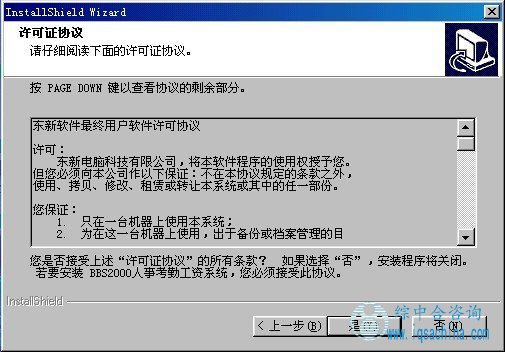 InstallShield Wizard
许可证协议
请仔细阅读下面的许可证协议。
按 PAGE DOWN 键以查看协议的剩余部分。
东新软件最终用户软件许可协议
许可：
东新电脑科技有限公司，将本软件程序的使用权授予您。
但您必须向本公司作以下保证：不在本协议规定的条款之外，
使用、拷贝、修改、租赁或转让本系统或其中的任一部份。
您保证：
1. 只在一台机器上使用本系统；
2. 为在这一台机器上使用，出于备份或档案管理的目
您是否接受上述“许可证协议”的所有条款？ 如果选择“否”，安装程序将关闭。
若要安装 BBS2000人事考勤工资系统，您必须接受此协议。
InstallShield
< 上一步(B)
是(Y)
否(N)
综中合咨询